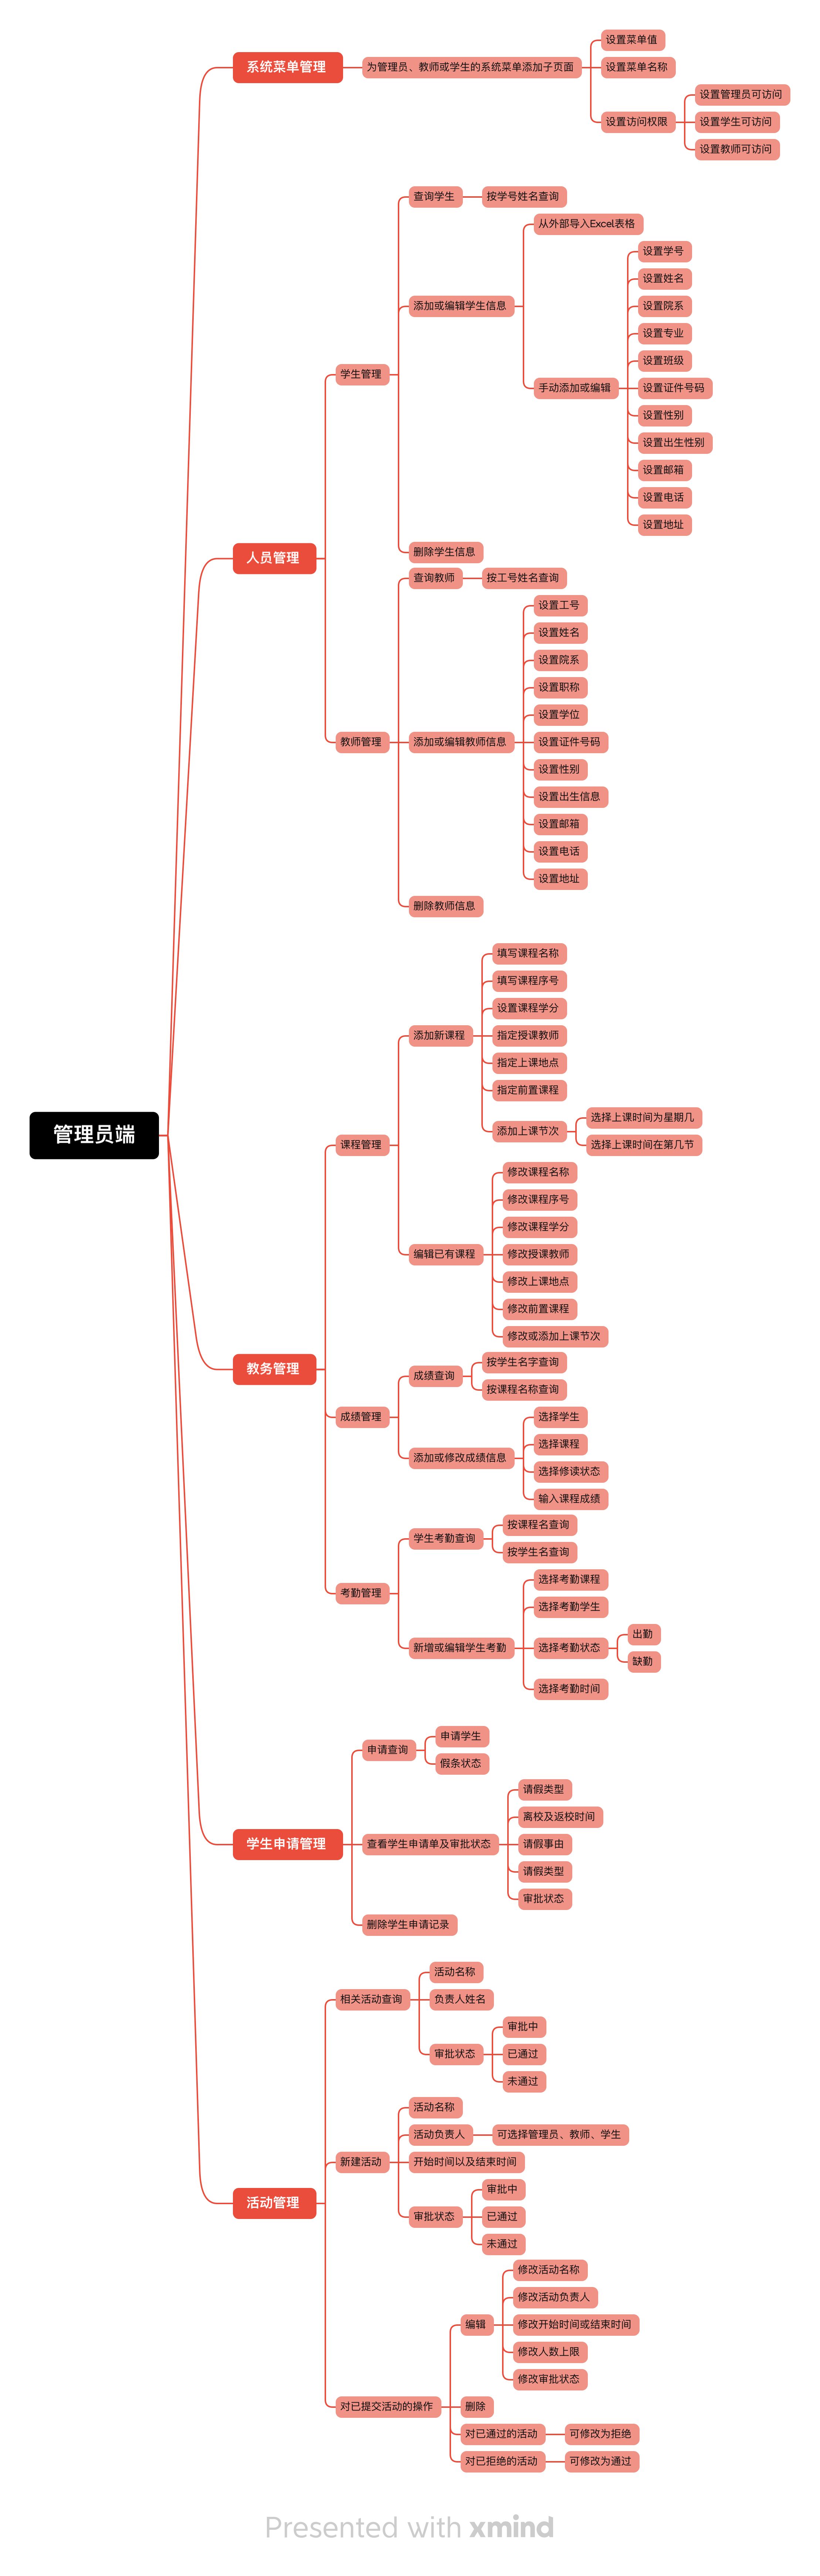 管理员端
系统菜单管理
为管理员、教师或学生的系统菜单添加子页面
设置菜单值
设置菜单名称
设置访问权限
设置管理员可访问
设置学生可访问
设置教师可访问
人员管理
学生管理
查询学生
按学号姓名查询
添加或编辑学生信息
从外部导入Excel表格
手动添加或编辑
设置学号
设置姓名
设置院系
设置专业
设置班级
设置证件号码
设置性别
设置出生性别
设置邮箱
设置电话
设置地址
删除学生信息
教师管理
查询教师
按工号姓名查询
添加或编辑教师信息
设置工号
设置姓名
设置院系
设置职称
设置学位
设置证件号码
设置性别
设置出生信息
设置邮箱
设置电话
设置地址
删除教师信息
教务管理
课程管理
添加新课程
填写课程名称
填写课程序号
设置课程学分
指定授课教师
指定上课地点
指定前置课程
添加上课节次
选择上课时间为星期几
选择上课时间在第几节
编辑已有课程
修改课程名称
修改课程序号
修改课程学分
修改授课教师
修改上课地点
修改前置课程
修改或添加上课节次
成绩管理
成绩查询
按学生名字查询
按课程名称查询
添加或修改成绩信息
选择学生
选择课程
选择修读状态
输入课程成绩
考勤管理
学生考勤查询
按课程名查询
按学生名查询
新增或编辑学生考勤
选择考勤课程
选择考勤学生
选择考勤状态
出勤
缺勤
选择考勤时间
学生申请管理
申请查询
申请学生
假条状态
查看学生申请单及审批状态
请假类型
离校及返校时间
请假事由
请假类型
审批状态
删除学生申请记录
活动管理
相关活动查询
活动名称
负责人姓名
审批状态
审批中
已通过
未通过
新建活动
活动名称
活动负责人
可选择管理员、教师、学生
开始时间以及结束时间
审批状态
审批中
已通过
未通过
对已提交活动的操作
编辑
修改活动名称
修改活动负责人
修改开始时间或结束时间
修改人数上限
修改审批状态
删除
对已通过的活动
可修改为拒绝
对已拒绝的活动
可修改为通过
Presented with xmind